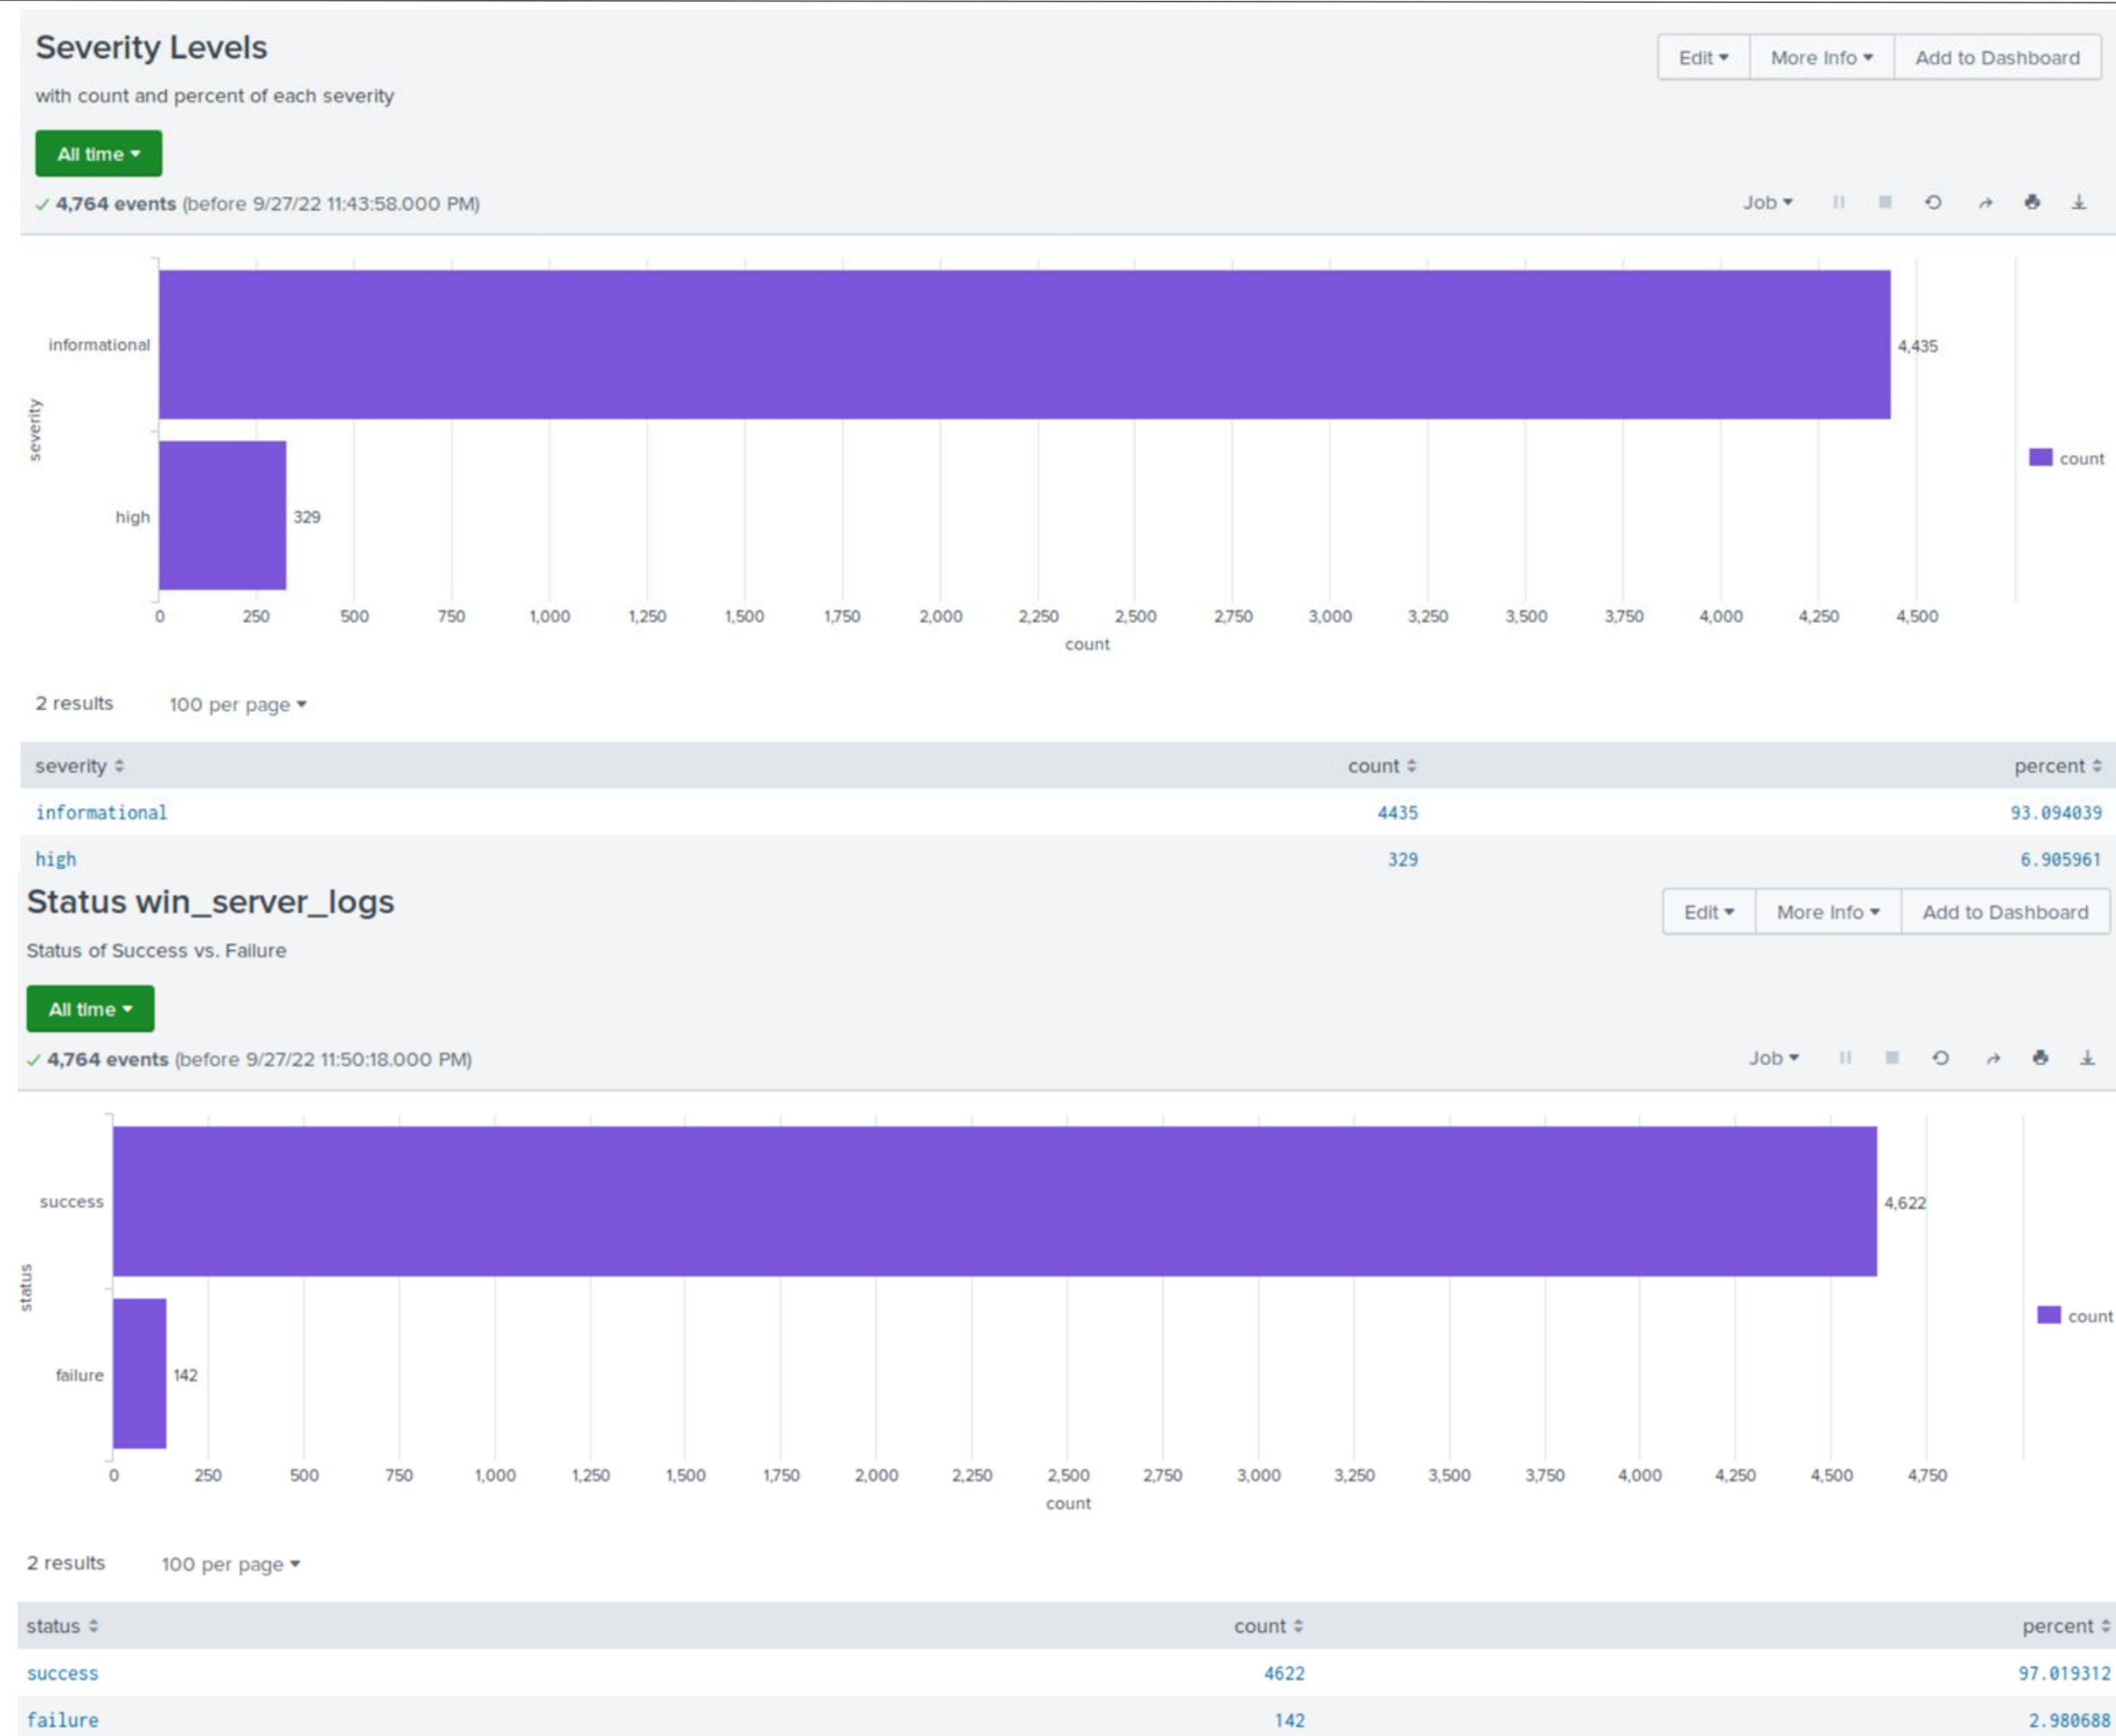 Severity Levels
Edit ▾ More Info ▾ Add to Dashboard
with count and percent of each severity
All time ▾
✓ 4,764 events (before 9/27/22 11:43:58.000 PM)
Job ▾
informational
4,435
severity
count
high
329
0 250 500 750 1,000 1,250 1,500 1,750 2,000 2,250 2,500 2,750 3,000 3,250 3,500 3,750 4,000 4,250 4,500
count
2 results 100 per page ▾
severity count percent
informational 4435 93.094039
high 329 6.905961
Status win_server_logs
Edit ▾ More Info ▾ Add to Dashboard
Status of Success vs. Failure
All time ▾
✓ 4,764 events (before 9/27/22 11:50:18.000 PM)
Job ▾
success
4,622
status
count
failure
142
0 250 500 750 1,000 1,250 1,500 1,750 2,000 2,250 2,500 2,750 3,000 3,250 3,500 3,750 4,000 4,250 4,500 4,750
count
2 results 100 per page ▾
status count percent
success 4622 97.019312
failure 142 2.980688